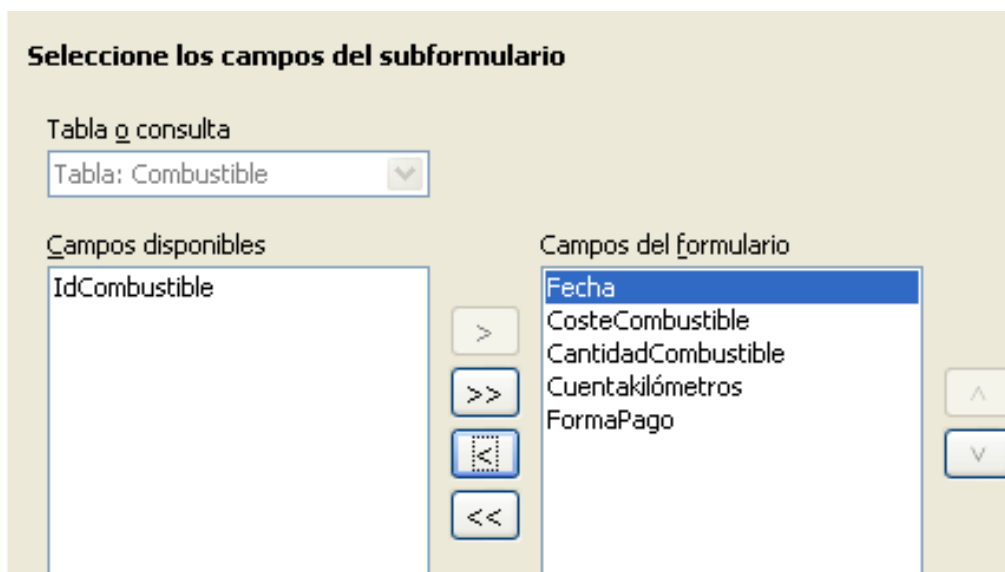 Seleccione los campos del subformulario
Tabla o consulta
Tabla: Combustible
Campos disponibles
Campos del formulario
IdCombustible
Fecha
CosteCombustible
CantidadCombustible
Cuentakilómetros
FormaPago
>
>>
<
<<
^
v